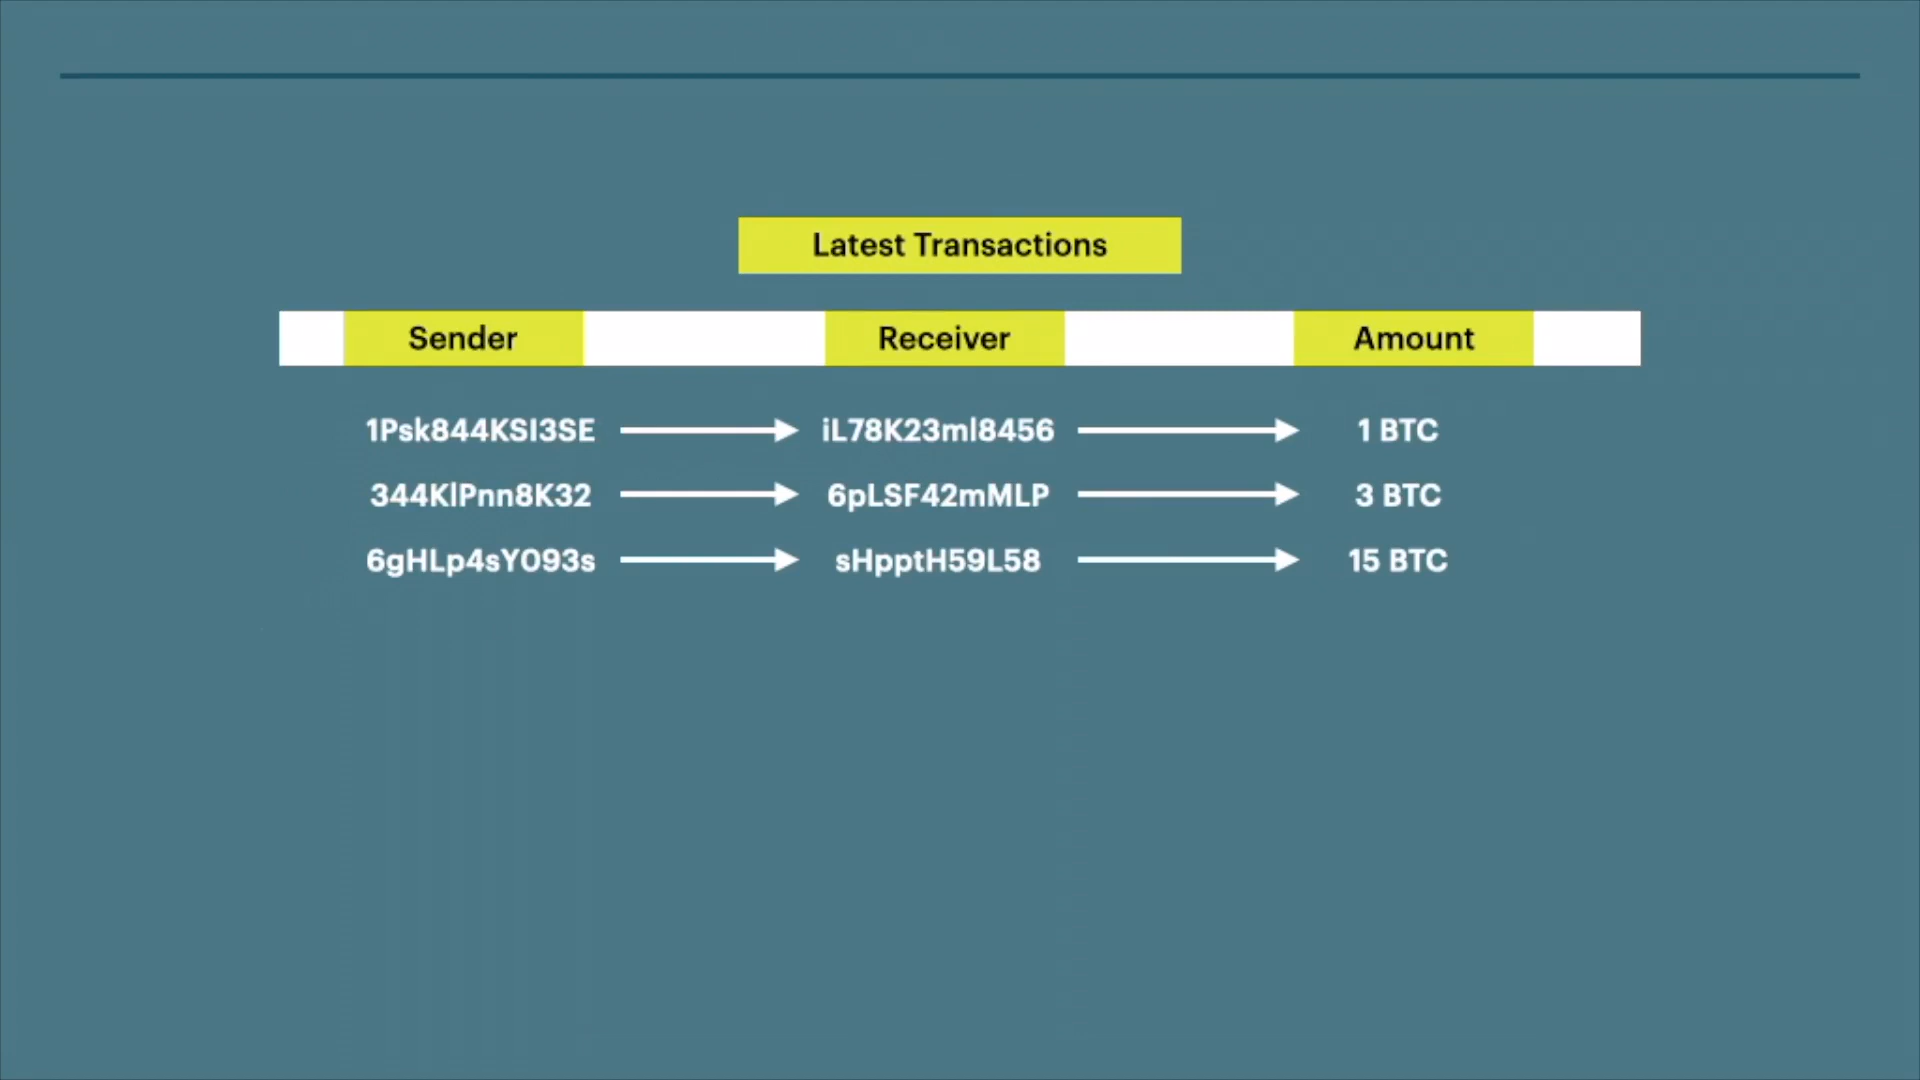 Latest Transactions
Sender Receiver Amount
1Psk844KSI3SE iL78K23ml8456 1 BTC
344KlPnn8K32 6pLSF42mMLP 3 BTC
6gHLp4sYO93s sHpptH59L58 15 BTC